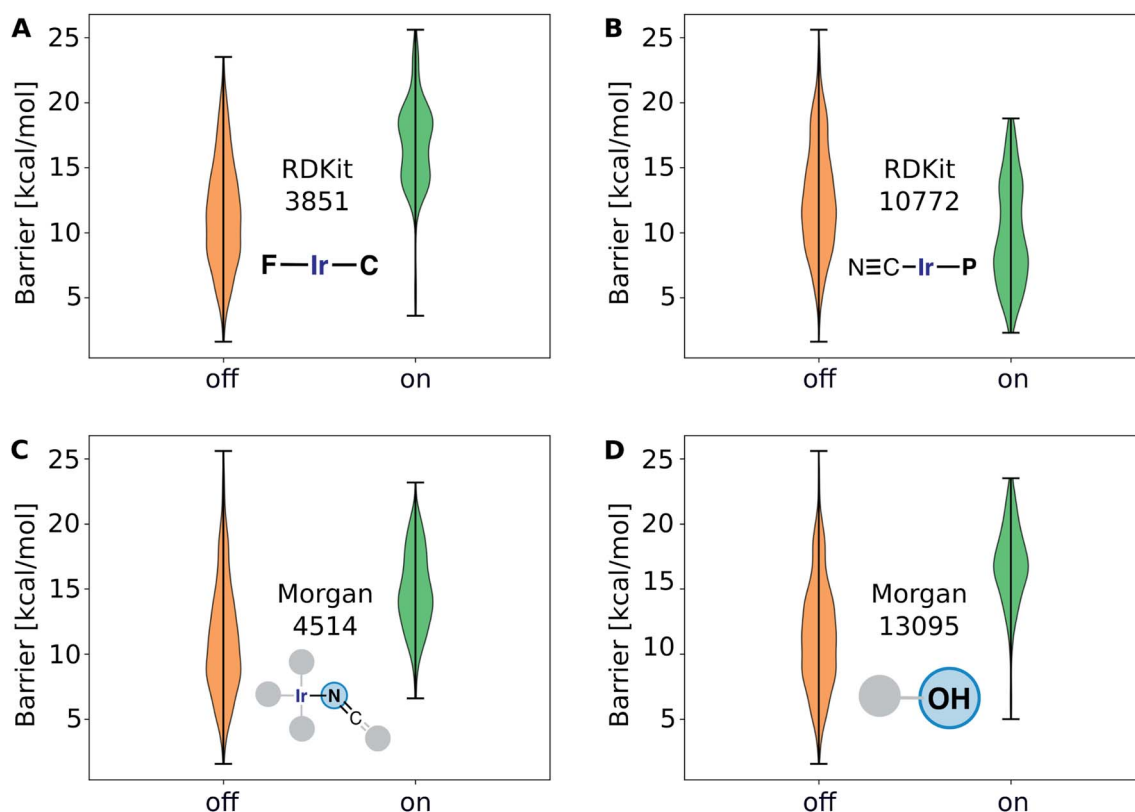 A
Barrier [kcal/mol]
25
20
15
10
5
RDKit
3851
F—Ir—C
off
on
B
Barrier [kcal/mol]
25
20
15
10
5
RDKit
10772
N≡C—Ir—P
off
on
C
Barrier [kcal/mol]
25
20
15
10
5
Morgan
4514
Ir N
C
off
on
D
Barrier [kcal/mol]
25
20
15
10
5
Morgan
13095
OH
off
on